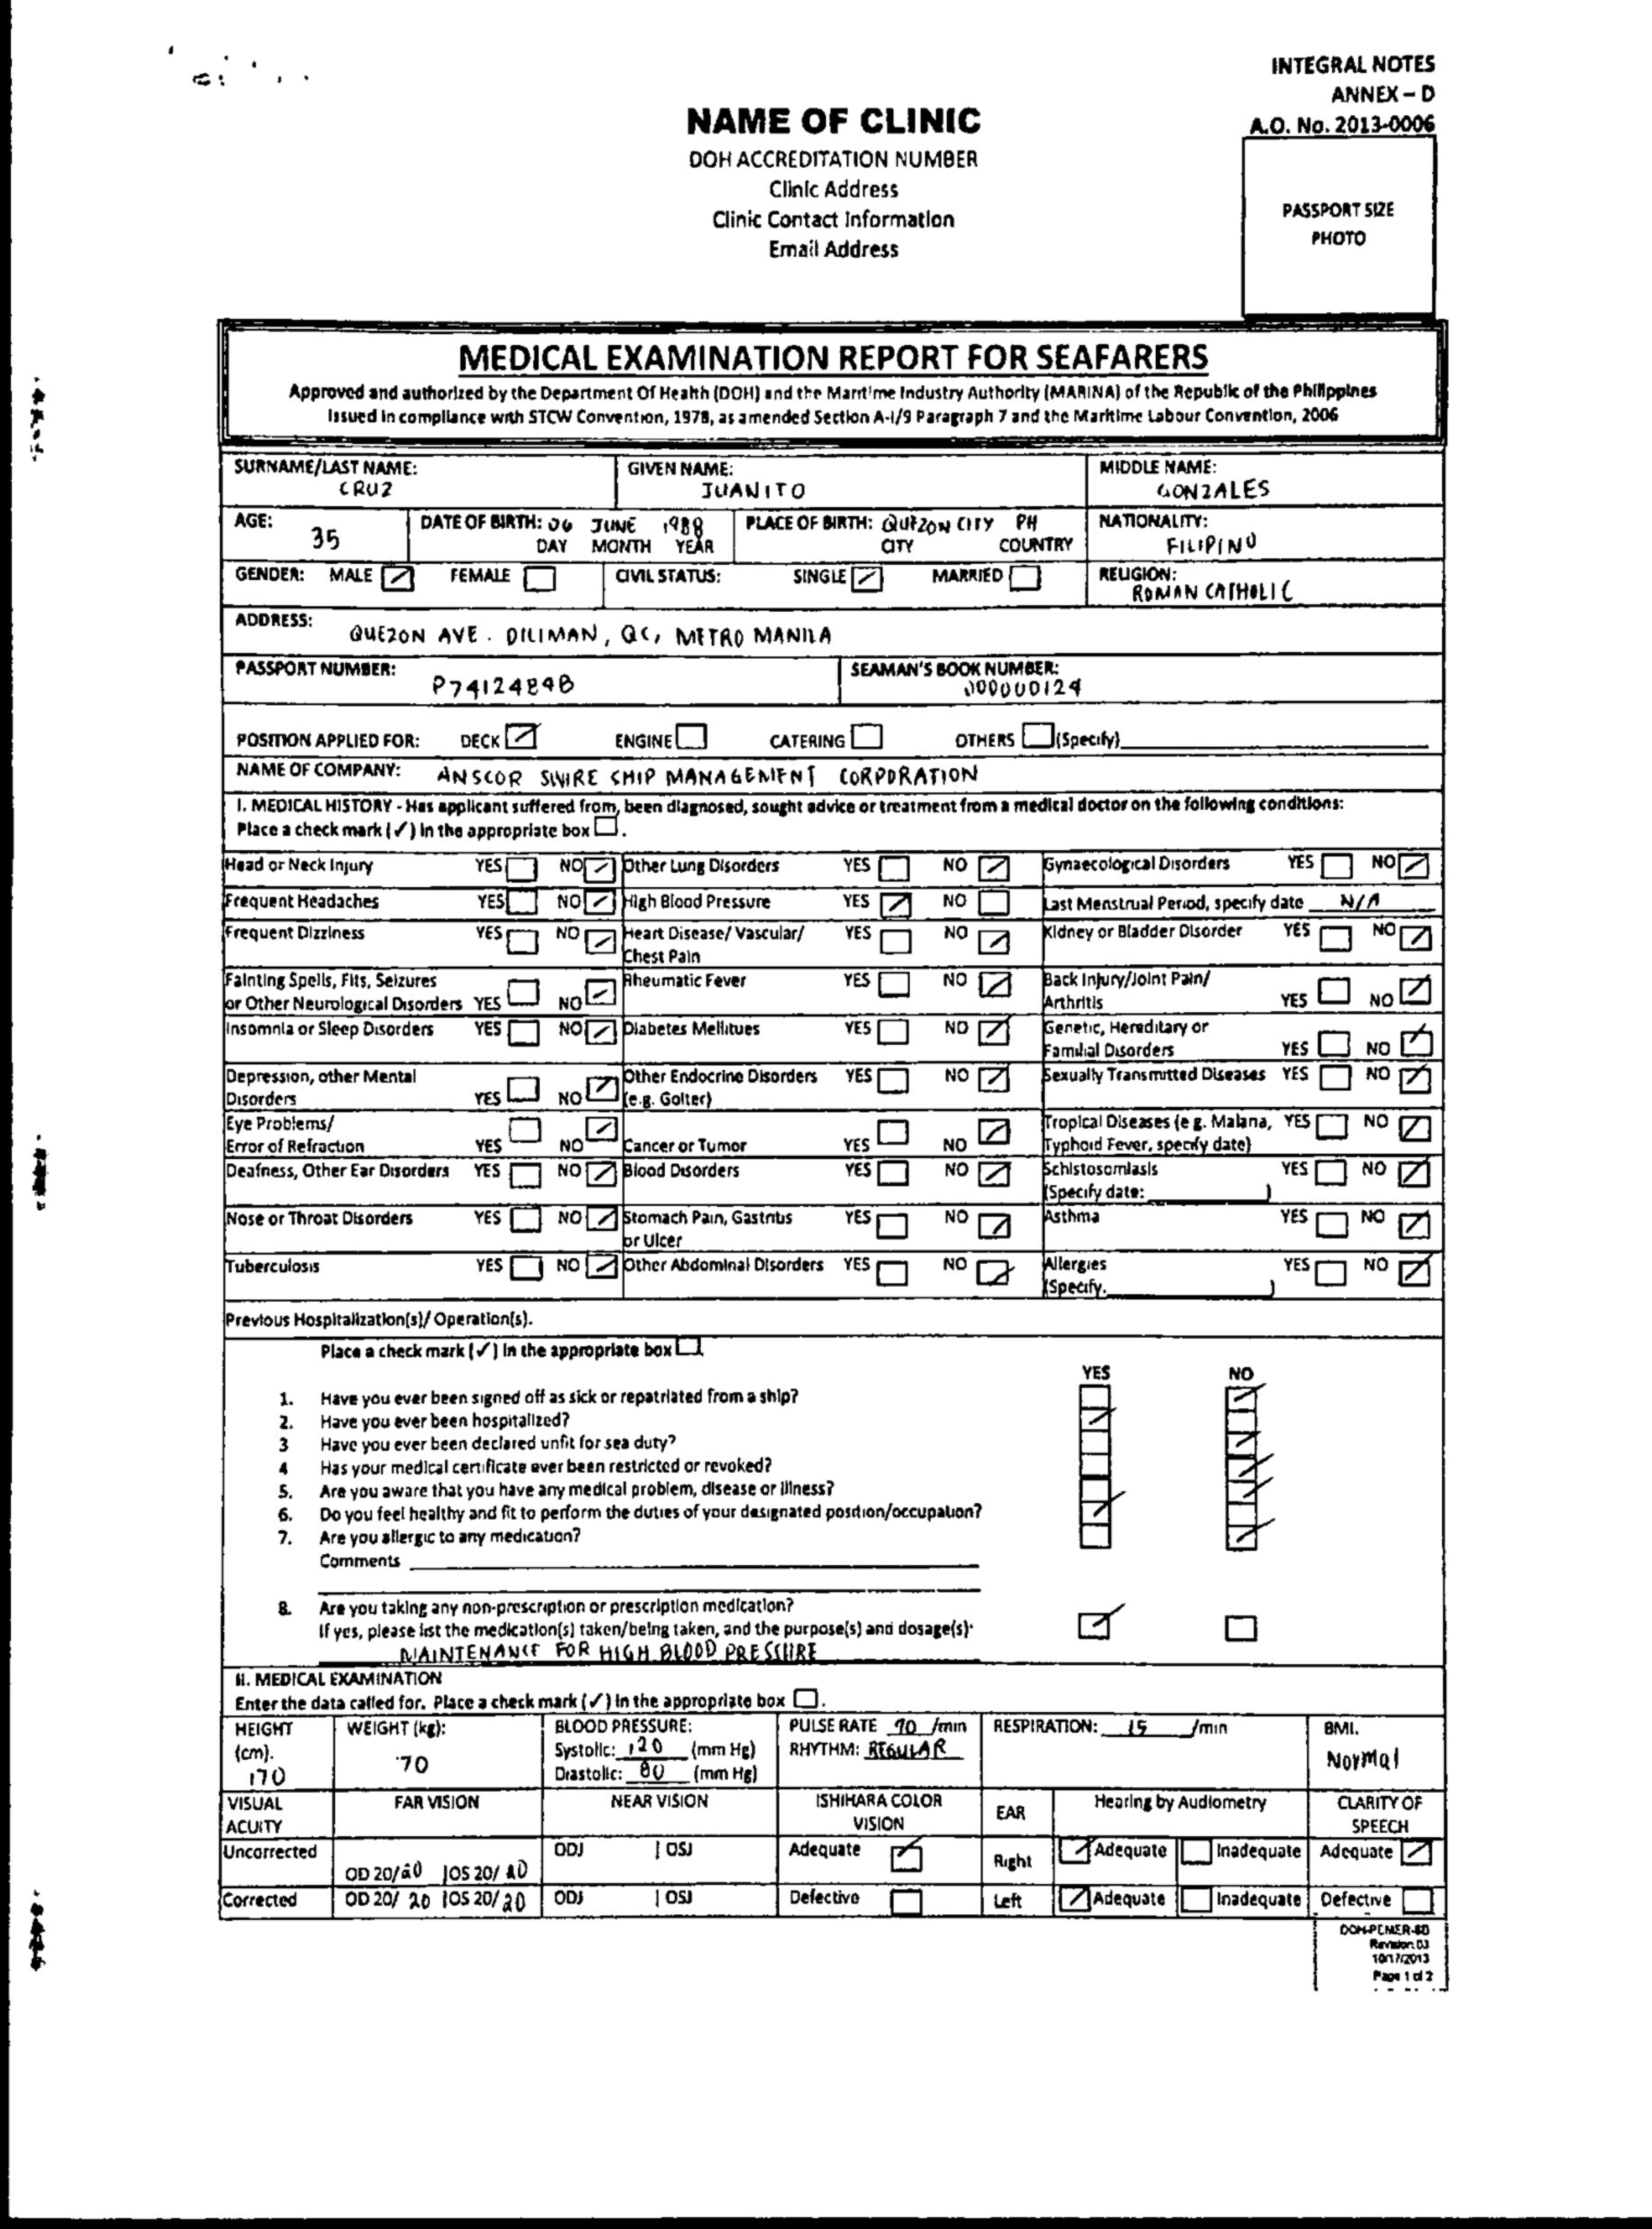 INTEGRAL NOTES
ANNEX – D
A.O. No. 2013-0006
NAME OF CLINIC
DOH ACCREDITATION NUMBER
Clinic Address
Clinic Contact Information
Email Address
PASSPORT SIZE
PHOTO
MEDICAL EXAMINATION REPORT FOR SEAFARERS
Approved and authorized by the Department Of Health (DOH) and the Maritime Industry Authority (MARINA) of the Republic of the Philippines
Issued in compliance with STCW Convention, 1978, as amended Section A-I/9 Paragraph 7 and the Maritime Labour Convention, 2006
SURNAME/LAST NAME: GIVEN NAME: MIDDLE NAME:
CRUZ JUANITO GONZALES
AGE: 35 DATE OF BIRTH: 06 JUNE 1988 PLACE OF BIRTH: QUEZON CITY PH NATIONALITY:
DAY MONTH YEAR CITY COUNTRY FILIPINO
GENDER: MALE FEMALE CIVIL STATUS: SINGLE MARRIED RELIGION:
ROMAN CATHOLIC
ADDRESS:
QUEZON AVE. DILIMAN, QC, METRO MANILA
PASSPORT NUMBER: SEAMAN'S BOOK NUMBER:
P7412484B 000000124
POSITION APPLIED FOR: DECK ENGINE CATERING OTHERS (Specify)
NAME OF COMPANY: ANSCOR SWIRE SHIP MANAGEMENT CORPORATION
I. MEDICAL HISTORY - Has applicant suffered from, been diagnosed, sought advice or treatment from a medical doctor on the following conditions:
Place a check mark (✓) in the appropriate box .
Head or Neck Injury YES NO Other Lung Disorders YES NO Gynaecological Disorders YES NO
Frequent Headaches YES NO High Blood Pressure YES NO Last Menstrual Period, specify date N/A
Frequent Dizziness YES NO Heart Disease/ Vascular/ YES NO Kidney or Bladder Disorder YES NO
Chest Pain
Fainting Spells, Fits, Seizures Rheumatic Fever YES NO Back Injury/Joint Pain/
or Other Neurological Disorders YES NO Arthritis YES NO
Insomnia or Sleep Disorders YES NO Diabetes Mellitues YES NO Genetic, Hereditary or
Familial Disorders YES NO
Depression, other Mental Other Endocrine Disorders YES NO Sexually Transmitted Diseases YES NO
Disorders YES NO (e.g. Goiter)
Eye Problems/ Tropical Diseases (e g. Malaria, YES NO
Error of Refraction YES NO Cancer or Tumor YES NO Typhoid Fever, specify date)
Deafness, Other Ear Disorders YES NO Blood Disorders YES NO Schistosomiasis YES NO
(Specify date: )
Nose or Throat Disorders YES NO Stomach Pain, Gastritis YES NO Asthma YES NO
or Ulcer
Tuberculosis YES NO Other Abdominal Disorders YES NO Allergies YES NO
(Specify. )
Previous Hospitalization(s)/ Operation(s).
Place a check mark (✓) in the appropriate box .
YES NO
1. Have you ever been signed off as sick or repatriated from a ship?
2. Have you ever been hospitalized?
3 Have you ever been declared unfit for sea duty?
4 Has your medical certificate ever been restricted or revoked?
5. Are you aware that you have any medical problem, disease or illness?
6. Do you feel healthy and fit to perform the duties of your designated position/occupation?
7. Are you allergic to any medication?
Comments
8. Are you taking any non-prescription or prescription medication?
If yes, please list the medication(s) taken/being taken, and the purpose(s) and dosage(s)·
MAINTENANCE FOR HIGH BLOOD PRESSURE
II. MEDICAL EXAMINATION
Enter the data called for. Place a check mark (✓) in the appropriate box .
HEIGHT WEIGHT (kg): BLOOD PRESSURE: PULSE RATE 90 /min RESPIRATION: 15 /min BMI.
(cm). Systolic: 120 (mm Hg) RHYTHM: REGULAR
170 70 Diastolic: 80 (mm Hg) Normal
VISUAL FAR VISION NEAR VISION ISHIHARA COLOR EAR Hearing by Audiometry CLARITY OF
ACUITY VISION SPEECH
Uncorrected OD 20/20 |OS 20/20 ODJ | OSJ Adequate Right Adequate Inadequate Adequate
Corrected OD 20/ 20 |OS 20/ 20 ODJ | OSJ Defective Left Adequate Inadequate Defective
DOH-PEMER-SD
Revision: 03
10/17/2013
Page 1 of 2